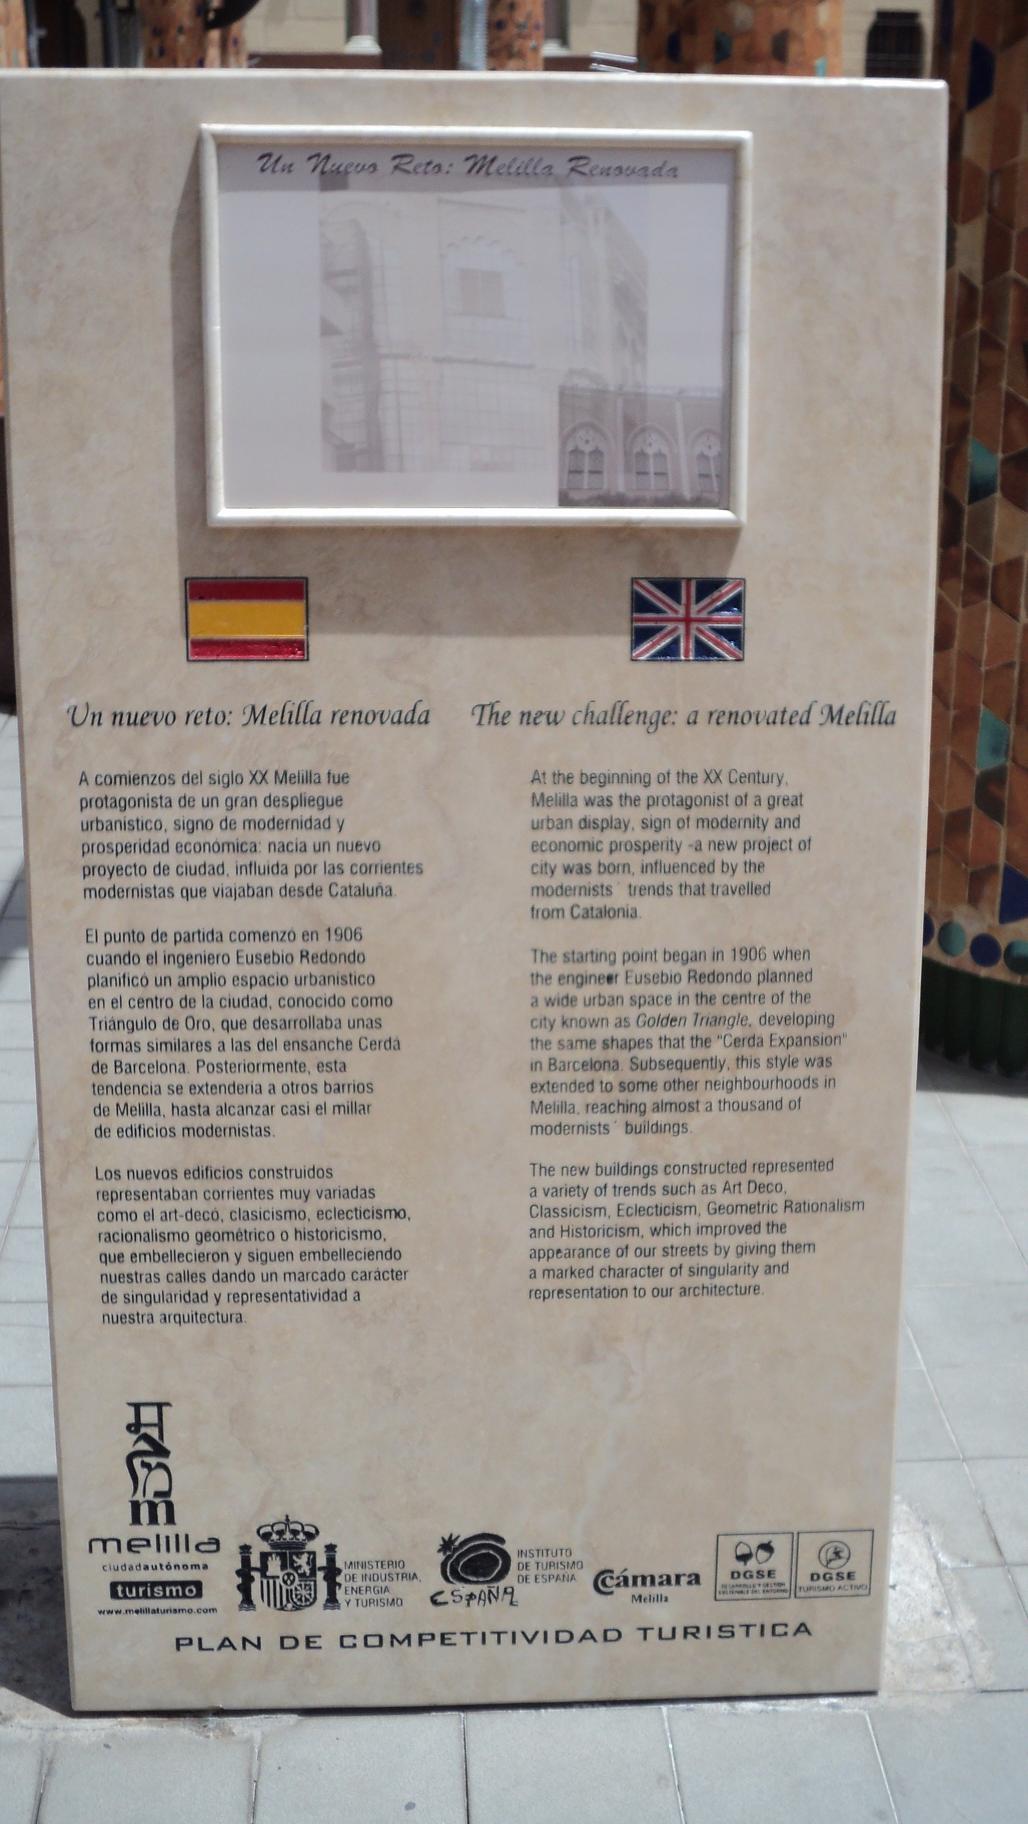 Un Nuevo Reto: Melilla Renovada
Un nuevo reto: Melilla renovada
A comienzos del siglo XX Melilla fue
protagonista de un gran despliegue
urbanístico, signo de modernidad y
prosperidad económica: nacía un nuevo
proyecto de ciudad, influida por las corrientes
modernistas que viajaban desde Cataluña.
El punto de partida comenzó en 1906
cuando el ingeniero Eusebio Redondo
planificó un amplio espacio urbanístico
en el centro de la ciudad, conocido como
Triángulo de Oro, que desarrollaba unas
formas similares a las del ensanche Cerdá
de Barcelona. Posteriormente, esta
tendencia se extendería a otros barrios
de Melilla, hasta alcanzar casi el millar
de edificios modernistas.
Los nuevos edificios construidos
representaban corrientes muy variadas
como el art-decó, clasicismo, eclecticismo,
racionalismo geométrico o historicismo,
que embellecieron y siguen embelleciendo
nuestras calles dando un marcado carácter
de singularidad y representatividad a
nuestra arquitectura.
The new challenge: a renovated Melilla
At the beginning of the XX Century,
Melilla was the protagonist of a great
urban display, sign of modernity and
economic prosperity -a new project of
city was born, influenced by the
modernists´ trends that travelled
from Catalonia.
The starting point began in 1906 when
the engineer Eusebio Redondo planned
a wide urban space in the centre of the
city known as Golden Triangle, developing
the same shapes that the "Cerda Expansion"
in Barcelona. Subsequently, this style was
extended to some other neighbourhoods in
Melilla, reaching almost a thousand of
modernists´ buildings.
The new buildings constructed represented
a variety of trends such as Art Deco,
Classicism, Eclecticism, Geometric Rationalism
and Historicism, which improved the
appearance of our streets by giving them
a marked character of singularity and
representation to our architecture.
melilla
ciudadautónoma
turismo
www.melillaturismo.com
MINISTERIO
DE INDUSTRIA,
ENERGIA
Y TURISMO
ESPAÑA
INSTITUTO
DE TURISMO
DE ESPAÑA
Cámara
Melilla
DGSE
DGSE
TURISMO ACTIVO
PLAN DE COMPETITIVIDAD TURISTICA